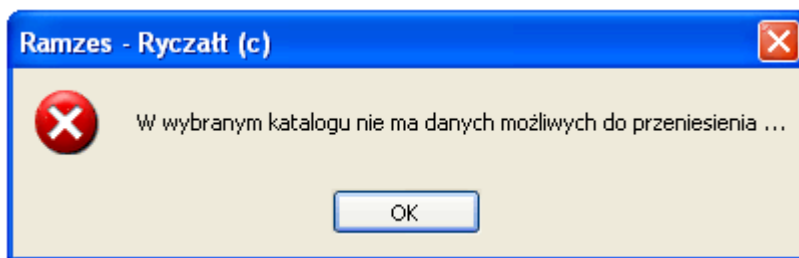 Ramzes - Ryczałt (c)
W wybranym katalogu nie ma danych możliwych do przeniesienia ...
OK